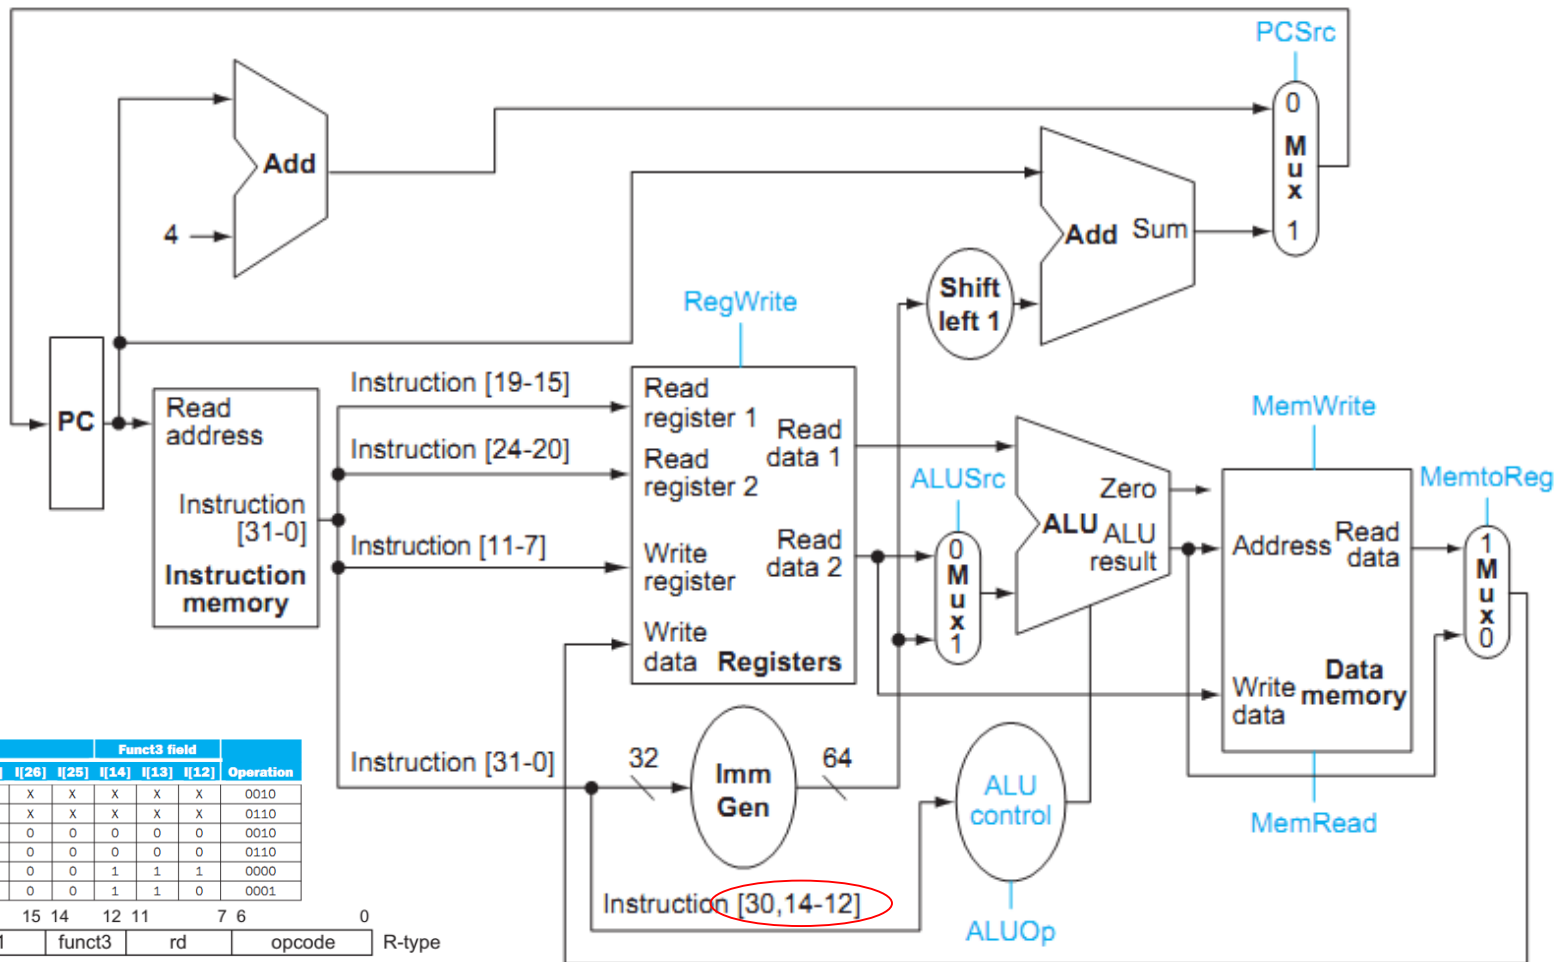 PCSrc
0
M
u
x
1
Add
4
Add Sum
Shift
left 1
RegWrite
PC
Read
address
Instruction
[31-0]
Instruction
memory
Instruction [19-15]
Instruction [24-20]
Instruction [11-7]
Instruction [31-0]
Read
register 1
Read
register 2
Write
register
Write
data
Registers
Read
data 1
Read
data 2
ALUSrc
0
M
u
x
1
Zero
ALU
ALU
result
MemWrite
Address
Read
data
Write
data
Data
memory
MemRead
MemtoReg
1
M
u
x
0
32
Imm
Gen
64
ALU
control
ALUOp
Instruction [30,14-12]
Funct3 field
I[26] I[25] I[14] I[13] I[12] Operation
X X X X X 0010
X X X X X 0110
0 0 0 0 0 0010
0 0 0 0 0 0110
0 0 1 1 1 0000
0 0 1 1 0 0001
15 14 12 11 7 6 0
funct3 rd opcode R-type